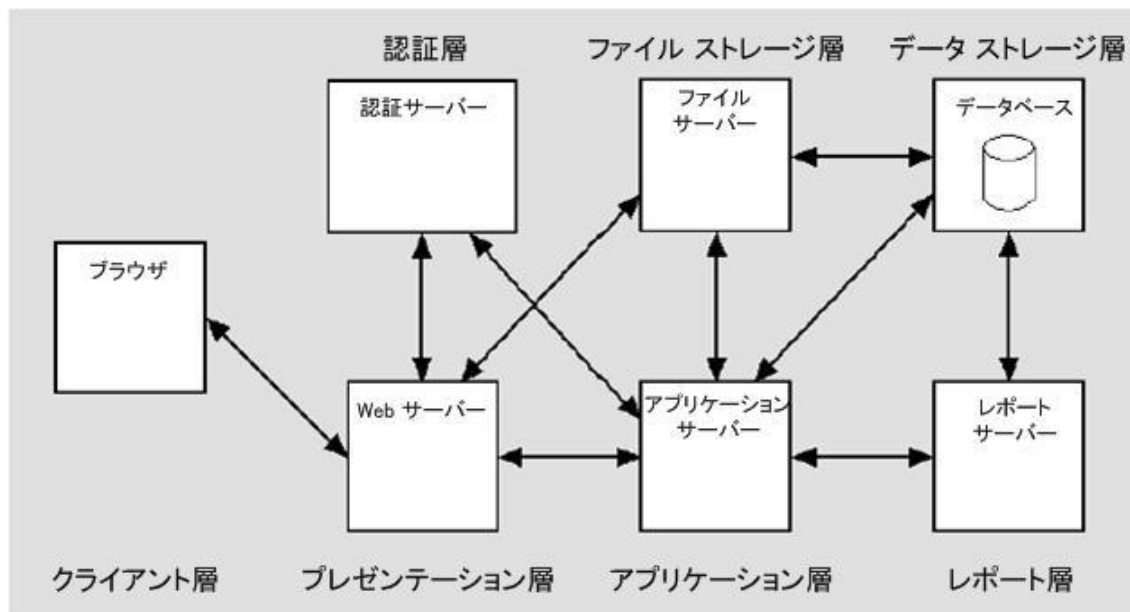 認証層
ファイル ストレージ層
データ ストレージ層
認証サーバー
ファイル
サーバー
データベース
ブラウザ
Web サーバー
アプリケーション
サーバー
レポート
サーバー
クライアント層
プレゼンテーション層
アプリケーション層
レポート層